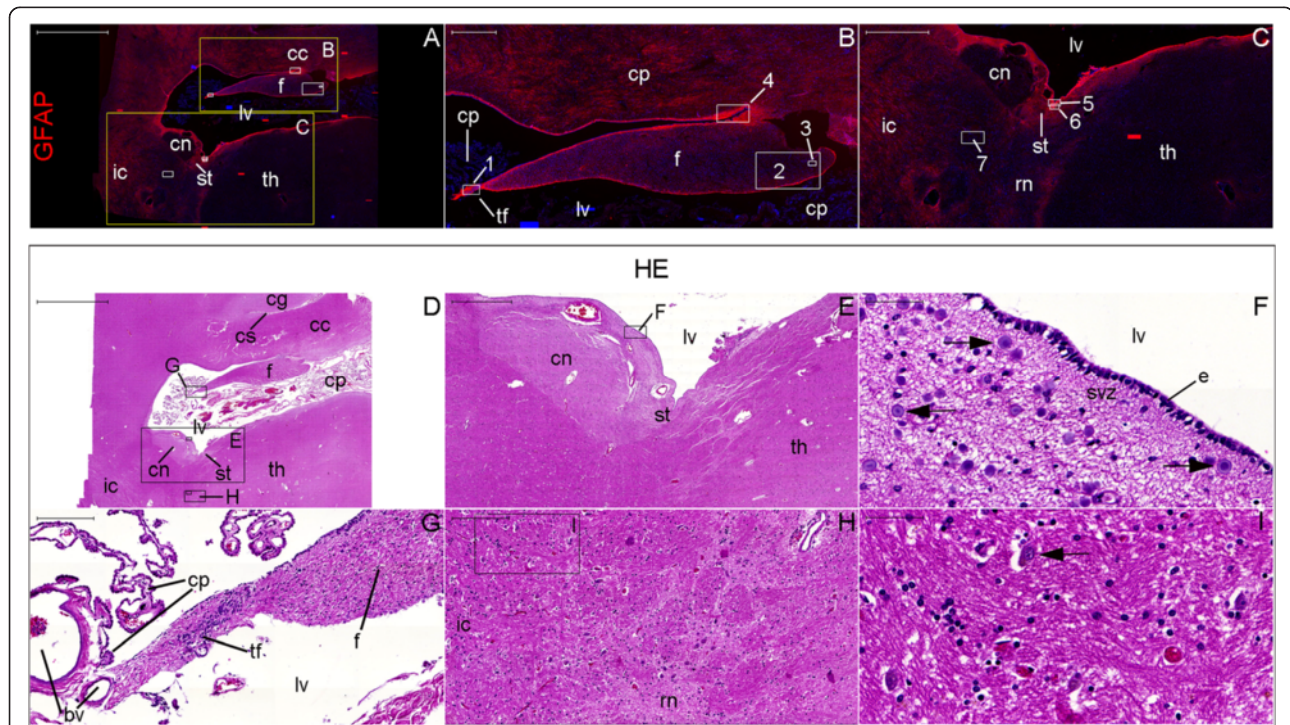 GFAP
A
B
cc
f
lv
C
cn
ic
st
th
B
cp
4
cp
3
f
1
2
tf
lv
cp
C
lv
cn
5
6
ic
st
7
th
rn
HE
D
cg
cs
cc
G
f
cp
lv
E
cn
st
th
ic
H
E
F
lv
cn
st
th
F
lv
e
svz
G
cp
f
tf
lv
bv
H
I
ic
rn
I